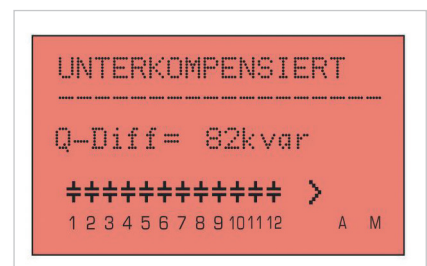 UNTERKOMPENSIERT
Q-Diff= 82kvar
>
1 2 3 4 5 6 7 8 9 10 11 12 A M